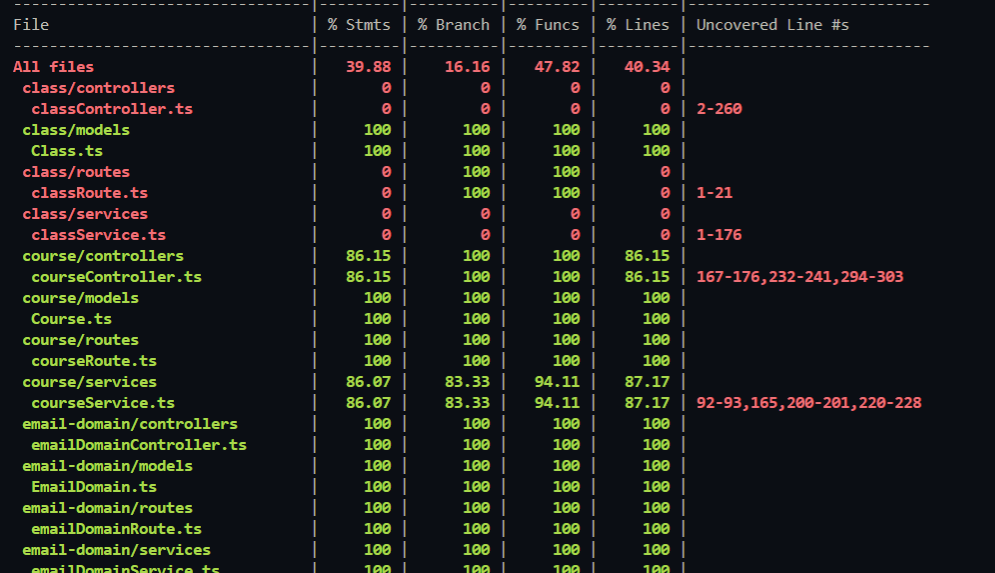 ---------------------------------|---------|----------|---------|---------|---------------------------
File                             | % Stmts | % Branch | % Funcs | % Lines | Uncovered Line #s
---------------------------------|---------|----------|---------|---------|---------------------------
All files                        |   39.88 |    16.16 |   47.82 |   40.34 |
 class/controllers               |       0 |        0 |       0 |       0 |
  classController.ts             |       0 |        0 |       0 |       0 | 2-260
 class/models                    |     100 |      100 |     100 |     100 |
  Class.ts                       |     100 |      100 |     100 |     100 |
 class/routes                    |       0 |      100 |     100 |       0 |
  classRoute.ts                  |       0 |      100 |     100 |       0 | 1-21
 class/services                  |       0 |        0 |       0 |       0 |
  classService.ts                |       0 |        0 |       0 |       0 | 1-176
 course/controllers              |   86.15 |      100 |     100 |   86.15 |
  courseController.ts            |   86.15 |      100 |     100 |   86.15 | 167-176,232-241,294-303
 course/models                   |     100 |      100 |     100 |     100 |
  Course.ts                      |     100 |      100 |     100 |     100 |
 course/routes                   |     100 |      100 |     100 |     100 |
  courseRoute.ts                 |     100 |      100 |     100 |     100 |
 course/services                 |   86.07 |    83.33 |   94.11 |   87.17 |
  courseService.ts               |   86.07 |    83.33 |   94.11 |   87.17 | 92-93,165,200-201,220-228
 email-domain/controllers        |     100 |      100 |     100 |     100 |
  emailDomainController.ts       |     100 |      100 |     100 |     100 |
 email-domain/models             |     100 |      100 |     100 |     100 |
  EmailDomain.ts                 |     100 |      100 |     100 |     100 |
 email-domain/routes             |     100 |      100 |     100 |     100 |
  emailDomainRoute.ts            |     100 |      100 |     100 |     100 |
 email-domain/services           |     100 |      100 |     100 |     100 |
  emailDomainService.ts          |     100 |      100 |     100 |     100 |